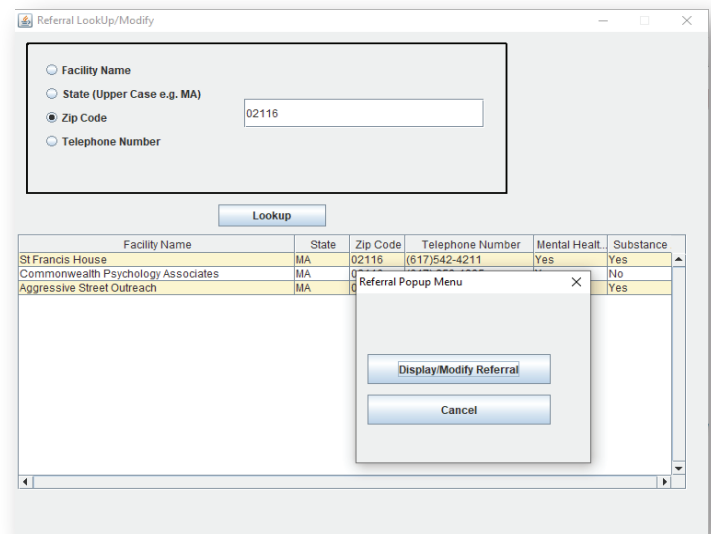 Referral LookUp/Modify
Facility Name
State (Upper Case e.g. MA)
Zip Code
02116
Telephone Number
Lookup
Facility Name State Zip Code Telephone Number Mental Healt... Substance
St Francis House MA 02116 (617)542-4211 Yes Yes
Commonwealth Psychology Associates MA No
Aggressive Street Outreach MA Yes
Referral Popup Menu
Display/Modify Referral
Cancel